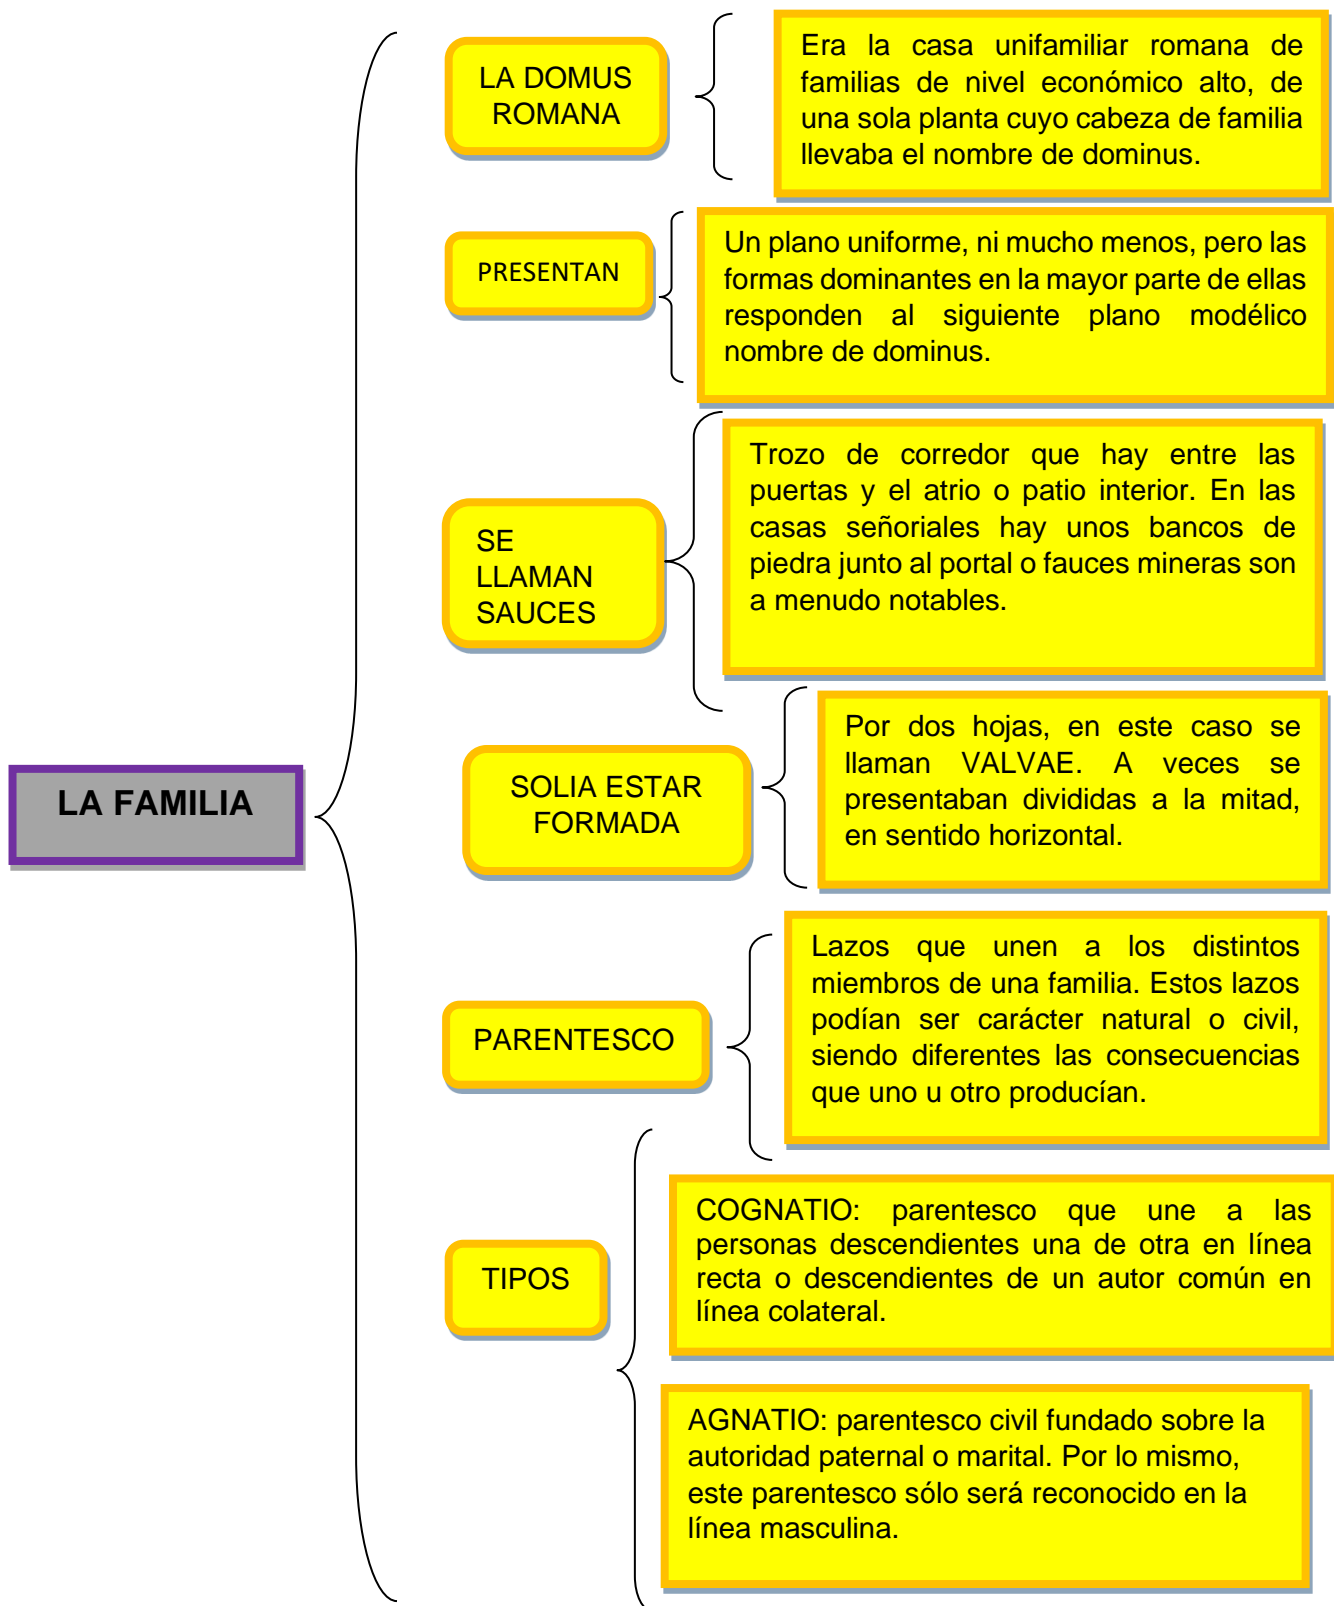 LA FAMILIA
LA DOMUS
ROMANA
Era la casa unifamiliar romana de
familias de nivel económico alto, de
una sola planta cuyo cabeza de familia
llevaba el nombre de dominus.
PRESENTAN
Un plano uniforme, ni mucho menos, pero las
formas dominantes en la mayor parte de ellas
responden al siguiente plano modélico
nombre de dominus.
SE
LLAMAN
SAUCES
Trozo de corredor que hay entre las
puertas y el atrio o patio interior. En las
casas señoriales hay unos bancos de
piedra junto al portal o fauces mineras son
a menudo notables.
SOLIA ESTAR
FORMADA
Por dos hojas, en este caso se
llaman VALVAE. A veces se
presentaban divididas a la mitad,
en sentido horizontal.
PARENTESCO
Lazos que unen a los distintos
miembros de una familia. Estos lazos
podían ser carácter natural o civil,
siendo diferentes las consecuencias
que uno u otro producían.
TIPOS
COGNATIO: parentesco que une a las
personas descendientes una de otra en línea
recta o descendientes de un autor común en
línea colateral.
AGNATIO: parentesco civil fundado sobre la
autoridad paternal o marital. Por lo mismo,
este parentesco sólo será reconocido en la
línea masculina.